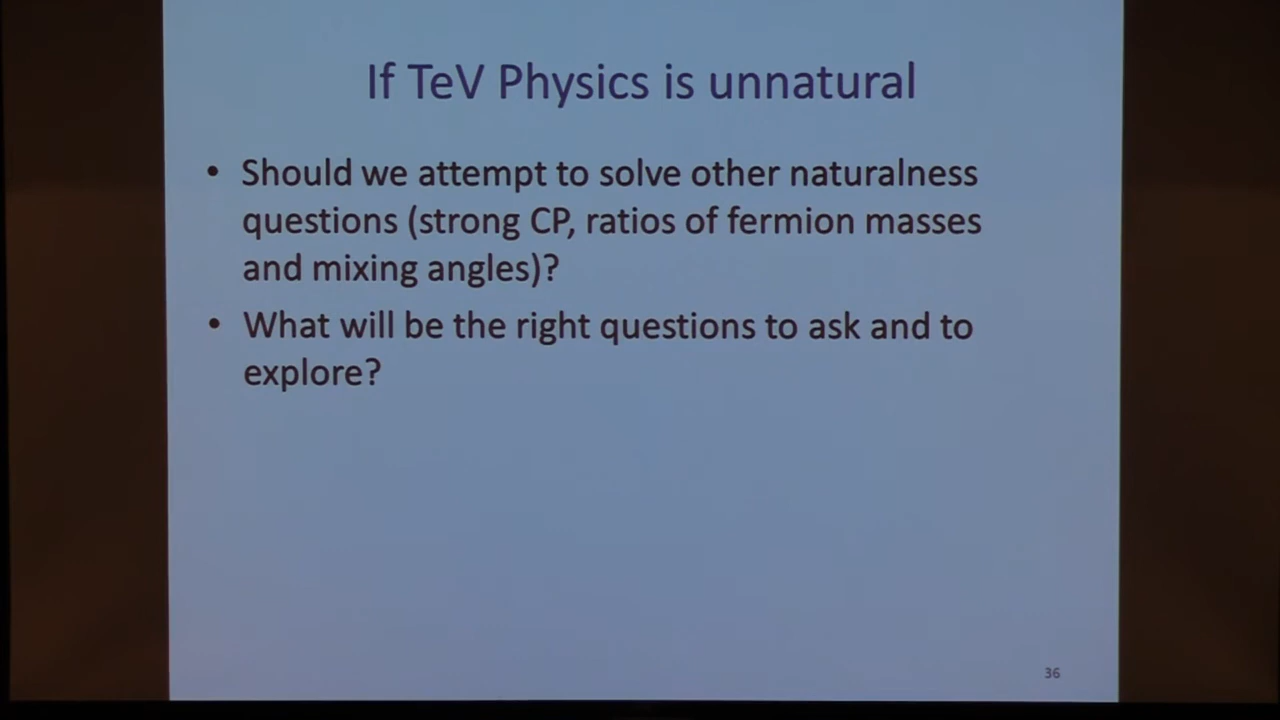 If TeV Physics is unnatural
• Should we attempt to solve other naturalness
questions (strong CP, ratios of fermion masses
and mixing angles)?
• What will be the right questions to ask and to
explore?
36